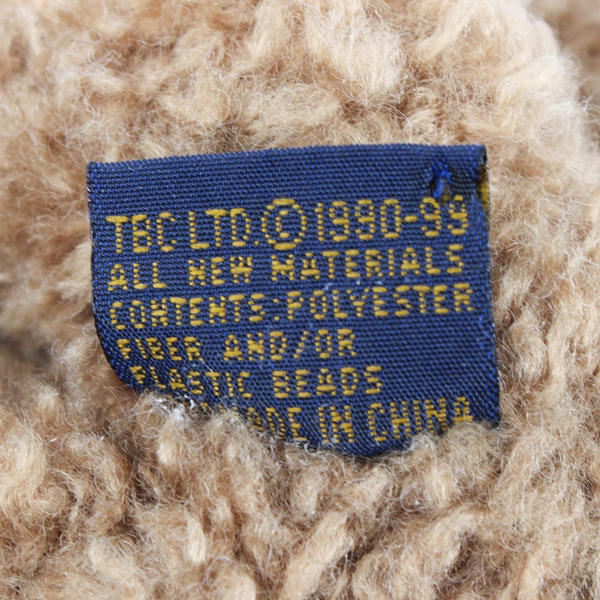 TBC LTD. © 1990-99
ALL NEW MATERIALS
CONTENTS: POLYESTER
FIBER AND/OR
PLASTIC BEADS
MADE IN CHINA